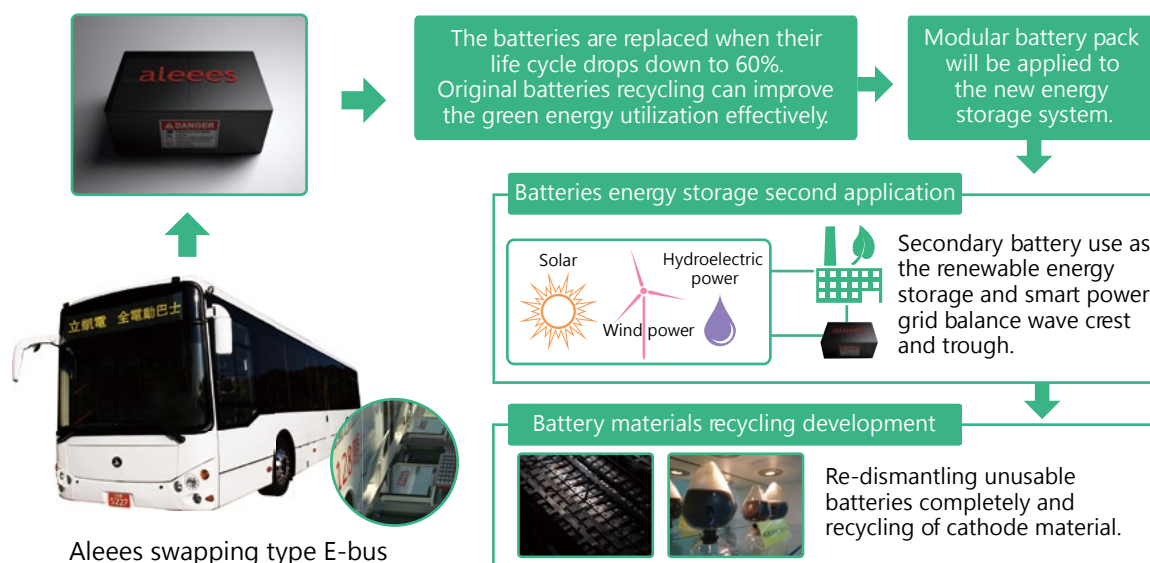 aleees
DANGER
The batteries are replaced when their
life cycle drops down to 60%.
Original batteries recycling can improve
the green energy utilization effectively.
Modular battery pack
will be applied to
the new energy
storage system.
Batteries energy storage second application
Solar
Hydroelectric
power
Wind power
aleees
Secondary battery use as
the renewable energy
storage and smart power
grid balance wave crest
and trough.
立凱電 全電動巴士
5227
128
Aleees swapping type E-bus
Battery materials recycling development
Re-dismantling unusable
batteries completely and
recycling of cathode material.